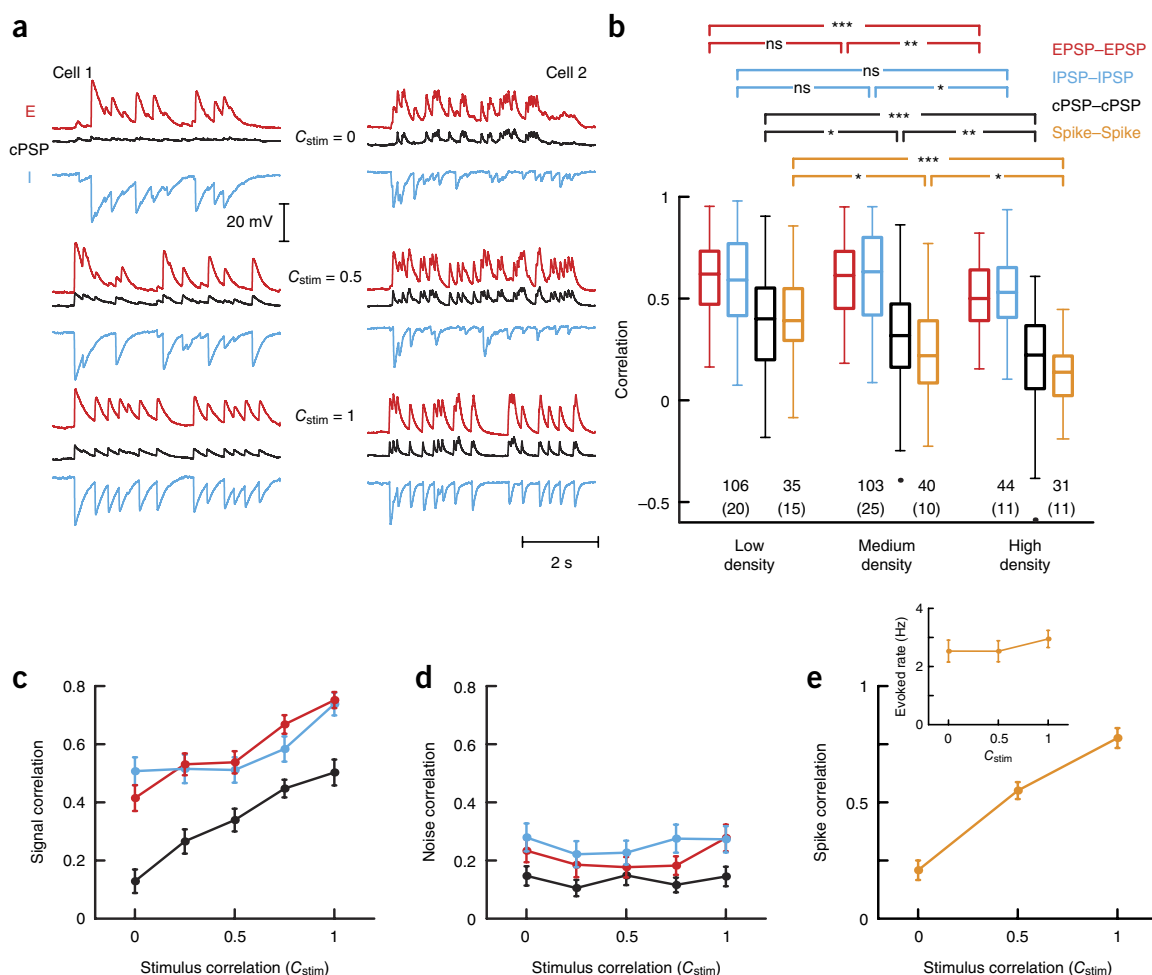 a
Cell 1
Cell 2
E
cPSP
I
Cstim = 0
20 mV
Cstim = 0.5
Cstim = 1
2 s
b
***
ns
**
ns
ns
*
***
*
**
***
*
*
EPSP–EPSP
IPSP–IPSP
cPSP–cPSP
Spike–Spike
Correlation
1.0
0.5
0
–0.5
106
(20)
35
(15)
103
(25)
40
(10)
44
(11)
31
(11)
Low
density
Medium
density
High
density
c
Signal correlation
0.8
0.6
0.4
0.2
0
0
0.5
1
Stimulus correlation (Cstim)
d
Noise correlation
0.8
0.6
0.4
0.2
0
0
0.5
1
Stimulus correlation (Cstim)
e
Spike correlation
1
0.5
0
0
0.5
1
Stimulus correlation (Cstim)
Evoked rate (Hz)
4
2
0
0
0.5
1
Cstim